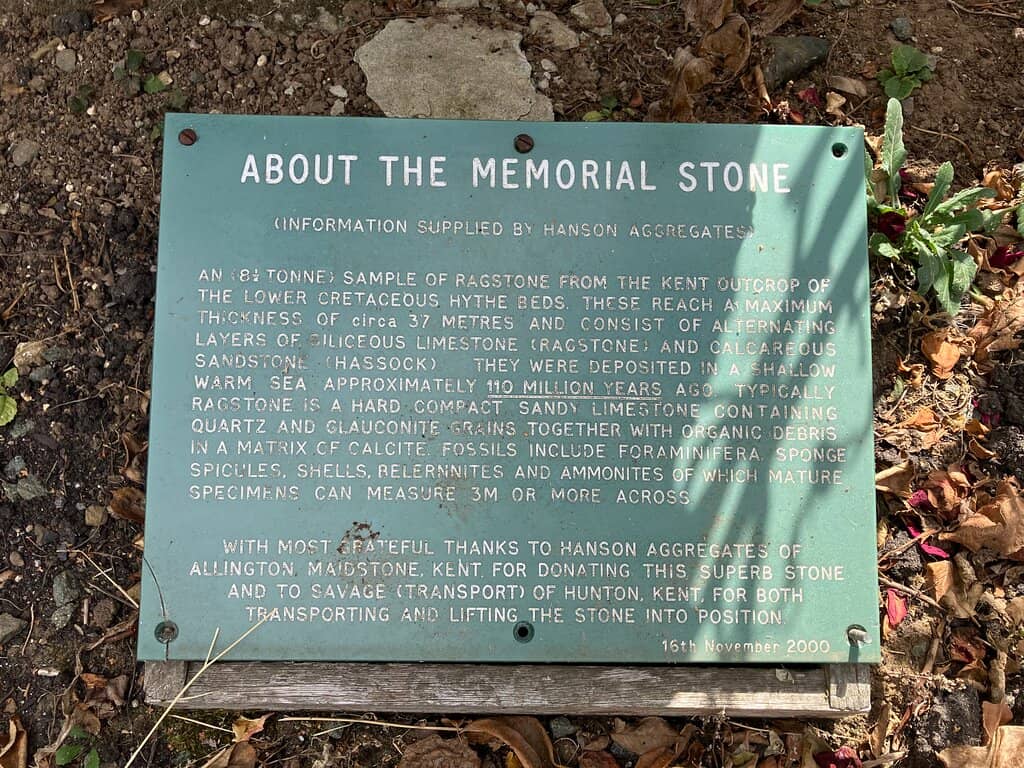 ABOUT THE MEMORIAL STONE
(INFORMATION SUPPLIED BY HANSON AGGREGATES)
AN (8½ TONNE) SAMPLE OF RAGSTONE FROM THE KENT OUTCROP OF
THE LOWER CRETACEOUS HYTHE BEDS. THESE REACH A MAXIMUM
THICKNESS OF circa 37 METRES AND CONSIST OF ALTERNATING
LAYERS OF SILICEOUS LIMESTONE (RAGSTONE) AND CALCAREOUS
SANDSTONE (HASSOCK) THEY WERE DEPOSITED IN A SHALLOW
WARM, SEA APPROXIMATELY 110 MILLION YEARS AGO. TYPICALLY
RAGSTONE IS A HARD, COMPACT, SANDY LIMESTONE CONTAINING
QUARTZ AND GLAUCONITE GRAINS, TOGETHER WITH ORGANIC DEBRIS
IN A MATRIX OF CALCITE. FOSSILS INCLUDE FORAMINIFERA, SPONGE
SPICULES, SHELLS, BELERNNITES AND AMMONITES OF WHICH MATURE
SPECIMENS CAN MEASURE 3M OR MORE ACROSS
WITH MOST GRATEFUL THANKS TO HANSON AGGREGATES OF
ALLINGTON, MAIDSTONE, KENT, FOR DONATING THIS SUPERB STONE
AND TO SAVAGE (TRANSPORT) OF HUNTON, KENT, FOR BOTH
TRANSPORTING AND LIFTING THE STONE INTO POSITION.
16th November 2000